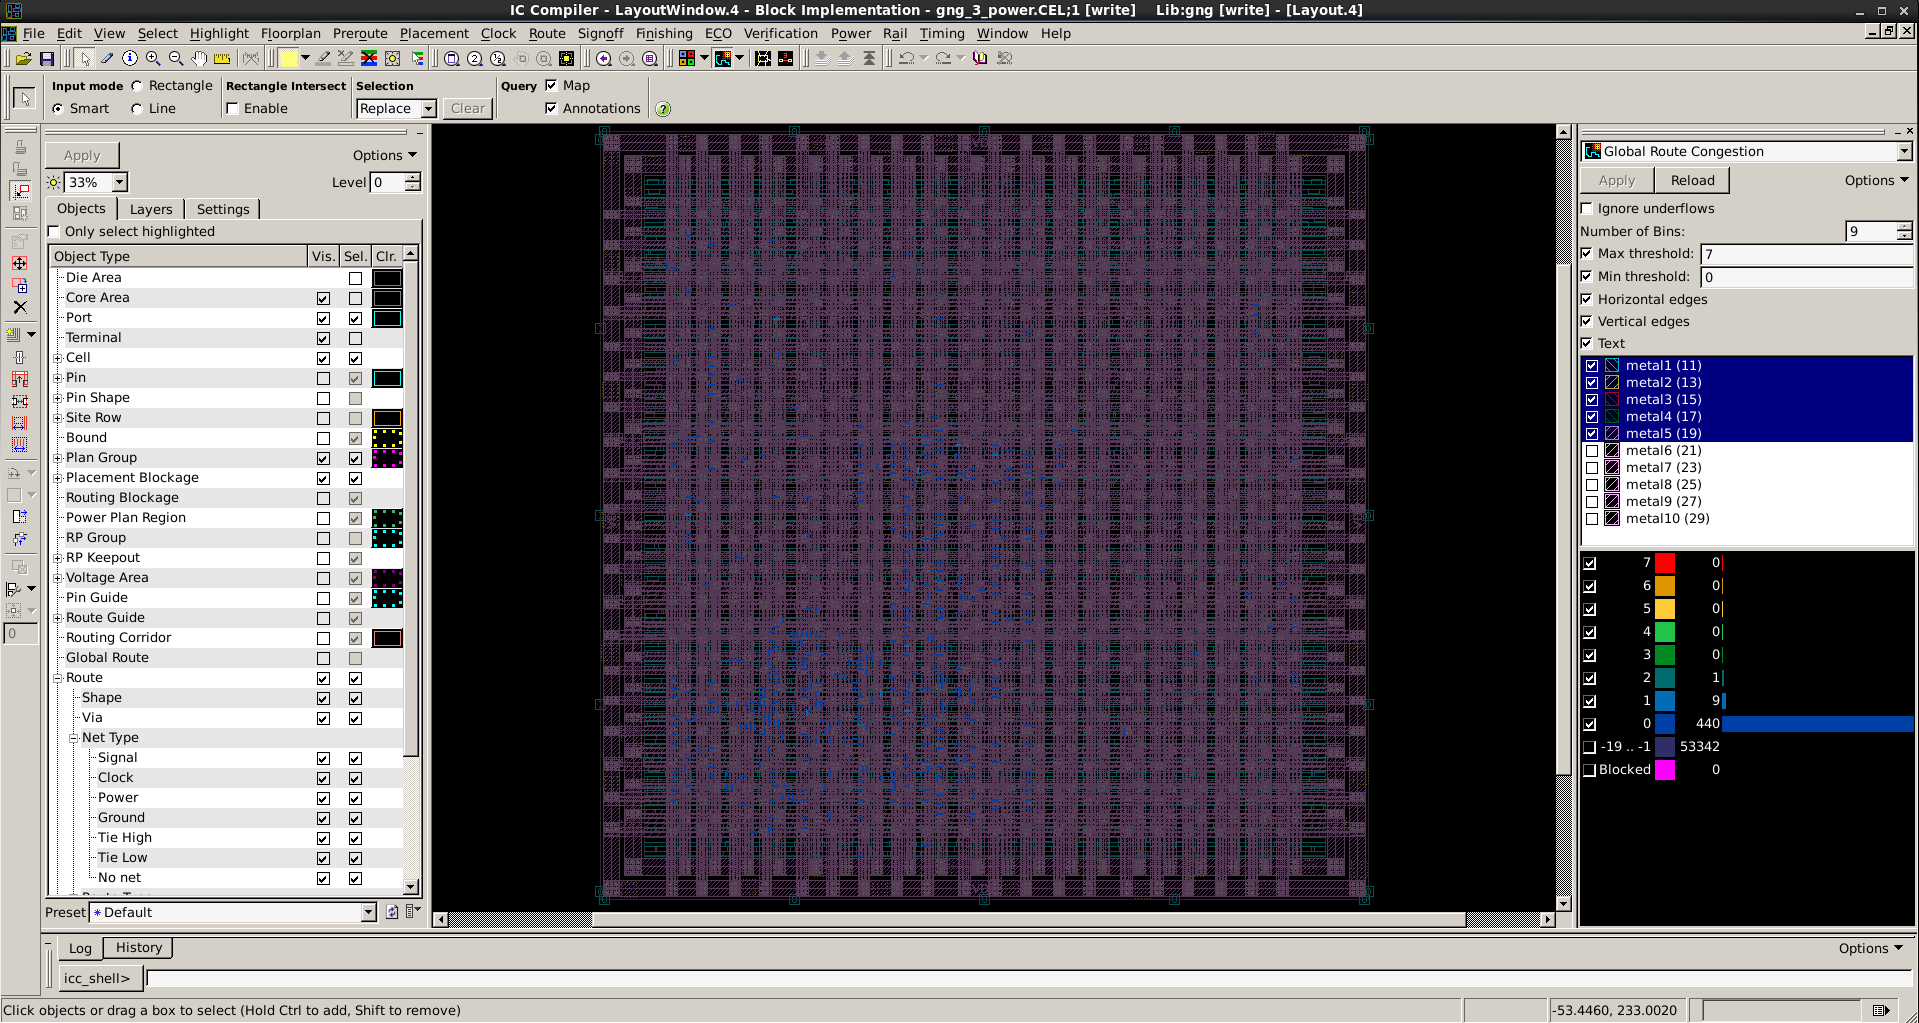 IC Compiler - LayoutWindow.4 - Block Implementation - gng_3_power.CEL;1 [write]    Lib:gng [write] - [Layout.4]
File Edit View Select Highlight Floorplan Preroute Placement Clock Route Signoff Finishing ECO Verification Power Rail Timing Window Help
Input mode Rectangle Rectangle Intersect Selection Query Map
Smart Line Enable Replace Clear Annotations
Apply Options
33% Level 0
Objects Layers Settings
Only select highlighted
Object Type Vis. Sel. Clr.
Die Area
Core Area
Port
Terminal
Cell
Pin
Pin Shape
Site Row
Bound
Plan Group
Placement Blockage
Routing Blockage
Power Plan Region
RP Group
RP Keepout
Voltage Area
Pin Guide
Route Guide
Routing Corridor
Global Route
Route
Shape
Via
Net Type
Signal
Clock
Power
Ground
Tie High
Tie Low
No net
Preset * Default
0
Global Route Congestion
Apply Reload Options
Ignore underflows
Number of Bins: 9
Max threshold: 7
Min threshold: 0
Horizontal edges
Vertical edges
Text
metal1 (11)
metal2 (13)
metal3 (15)
metal4 (17)
metal5 (19)
metal6 (21)
metal7 (23)
metal8 (25)
metal9 (27)
metal10 (29)
7 0
6 0
5 0
4 0
3 0
2 1
1 9
0 440
-19 .. -1 53342
Blocked 0
Log History Options
icc_shell>
Click objects or drag a box to select (Hold Ctrl to add, Shift to remove)
-53.4460, 233.0020